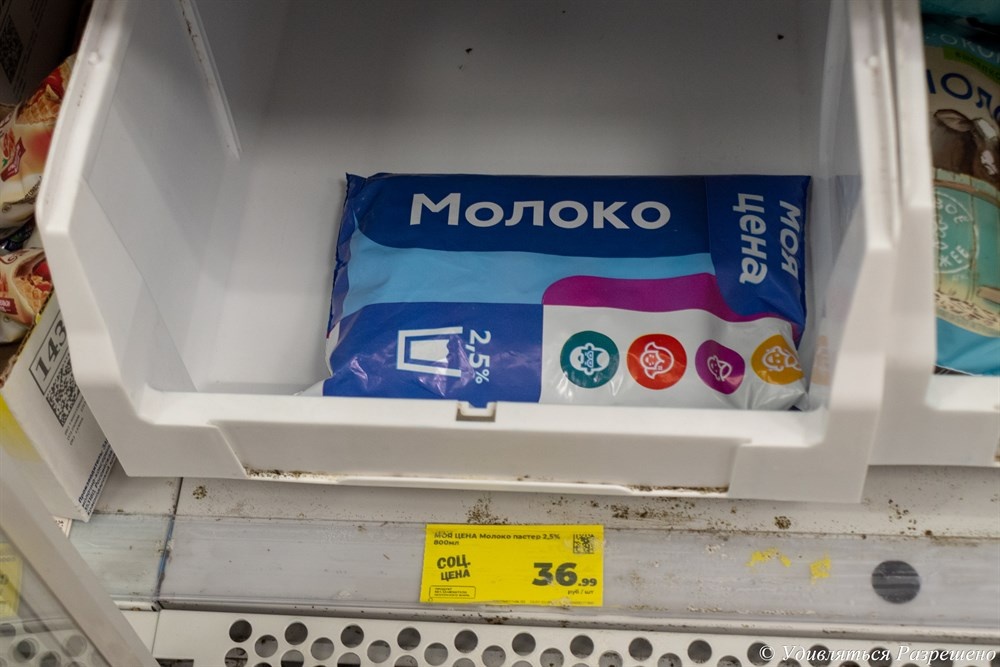 Молоко
моя
цена
2,5%
143
МОЯ ЦЕНА Молоко пастер 2,5%
800мл
СОЦ.
ЦЕНА
36.99
руб / шт
© Удивляться Разрешено